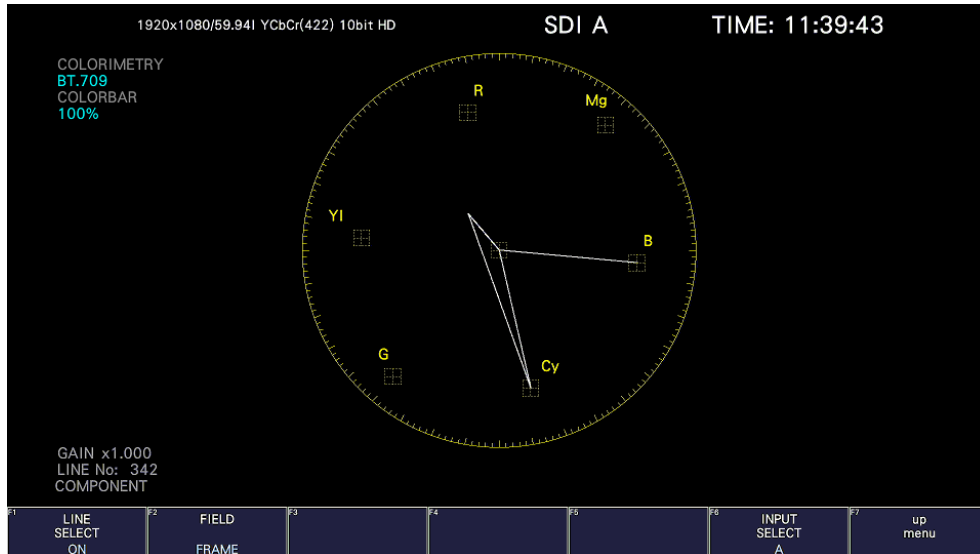 1920x1080/59.94I YCbCr(422) 10bit HD
SDI A
TIME: 11:39:43
COLORIMETRY
BT.709
COLORBAR
100%
R
Mg
Yl
B
G
Cy
GAIN x1.000
LINE No: 342
COMPONENT
F1
LINE
SELECT
ON
F2
FIELD
FRAME
F3
F4
F5
F6
INPUT
SELECT
A
F7
up
menu